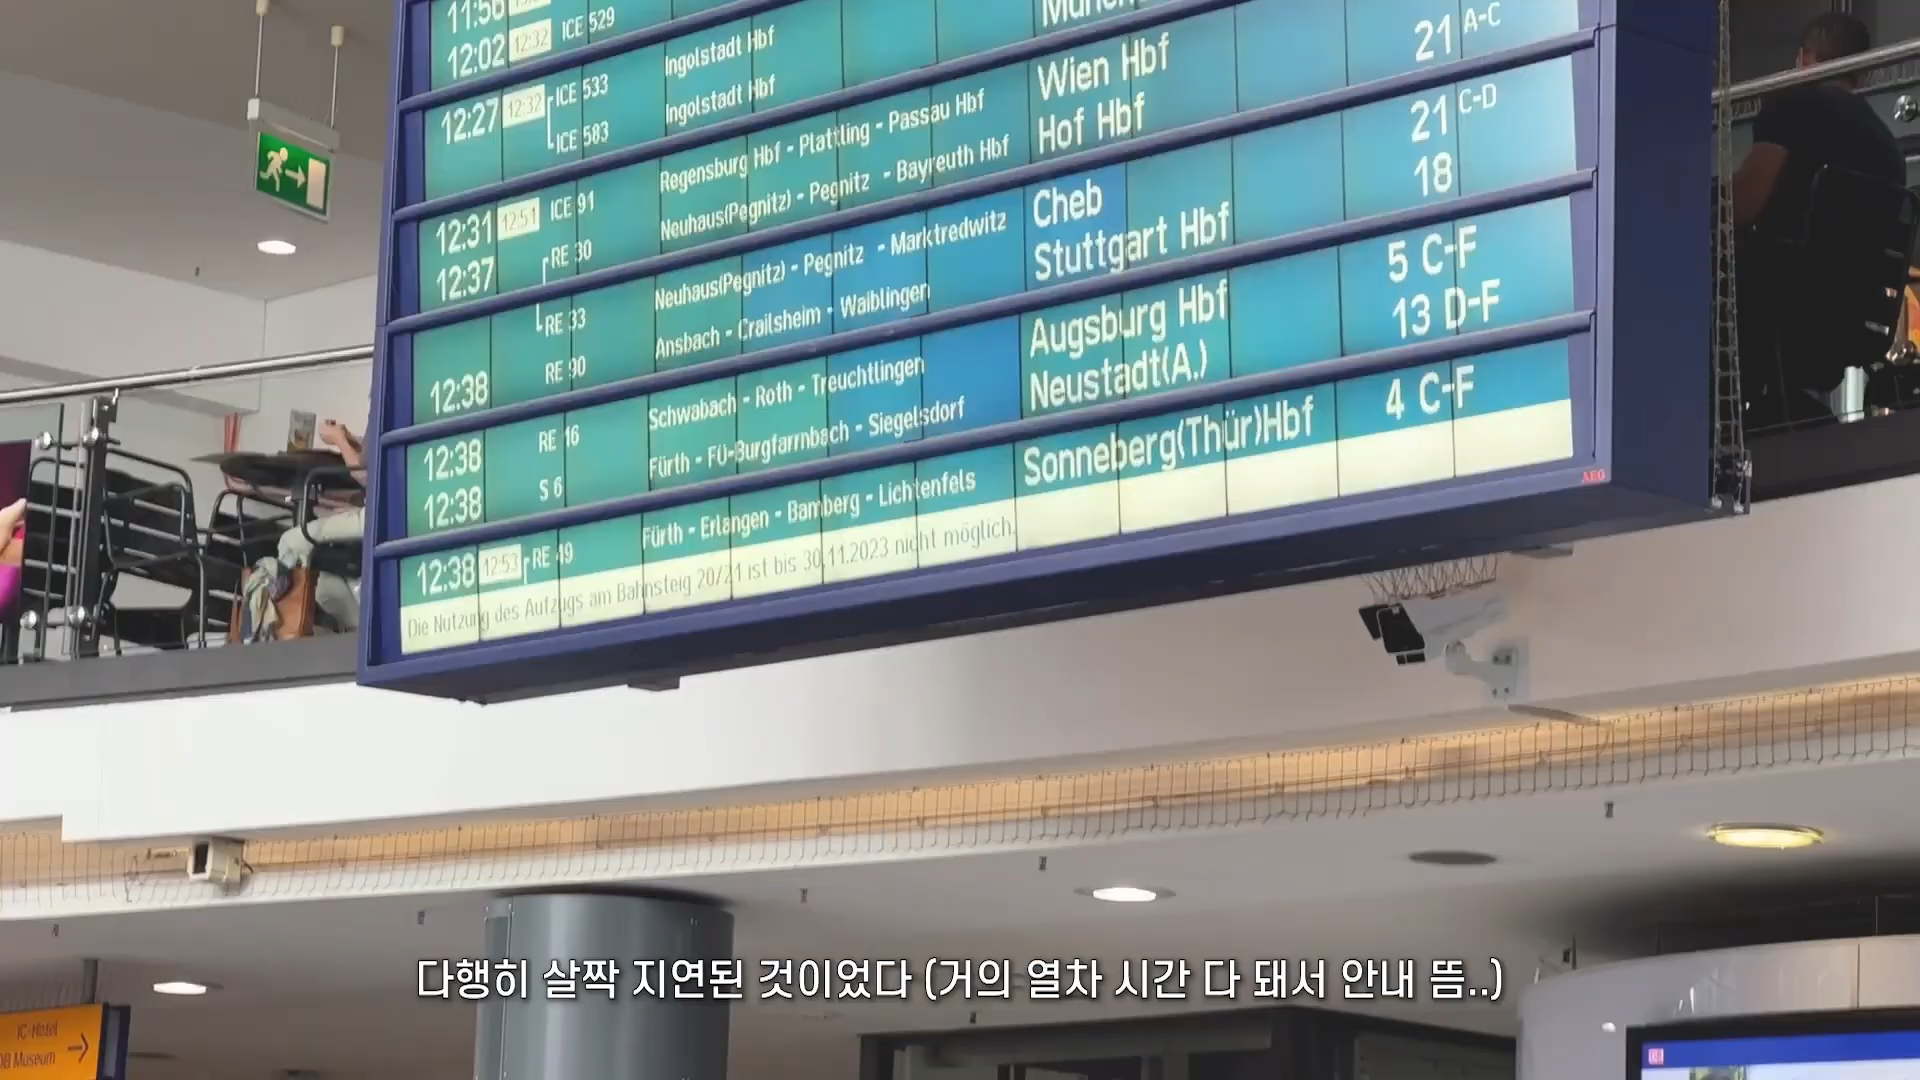 11:56
12:02 12:32 ICE 529
12:27 12:32 ICE 533 Ingolstadt Hbf
ICE 583 Ingolstadt Hbf
12:31 12:51 ICE 91 Regensburg Hbf - Plattling - Passau Hbf Wien Hbf 21 A-C
12:37 RE 30 Neuhaus(Pegnitz) - Pegnitz - Bayreuth Hbf Hof Hbf 21 C-D
RE 33 Neuhaus(Pegnitz) - Pegnitz - Marktredwitz Cheb 18
12:38 RE 90 Ansbach - Crailsheim - Waiblingen Stuttgart Hbf 5 C-F
12:38 RE 16 Schwabach - Roth - Treuchtlingen Augsburg Hbf 13 D-F
12:38 S 6 Fürth - FÜ-Burgfarrnbach - Siegelsdorf Neustadt(A.) 4 C-F
12:38 12:53 RE 49 Fürth - Erlangen - Bamberg - Lichtenfels Sonneberg(Thür)Hbf
Die Nutzung des Aufzugs am Bahnsteig 20/21 ist bis 30.11.2023 nicht möglich.
AEG
다행히 살짝 지연된 것이었다 (거의 열차 시간 다 돼서 안내 뜸..)
IC-Hotel
DB Museum
DB